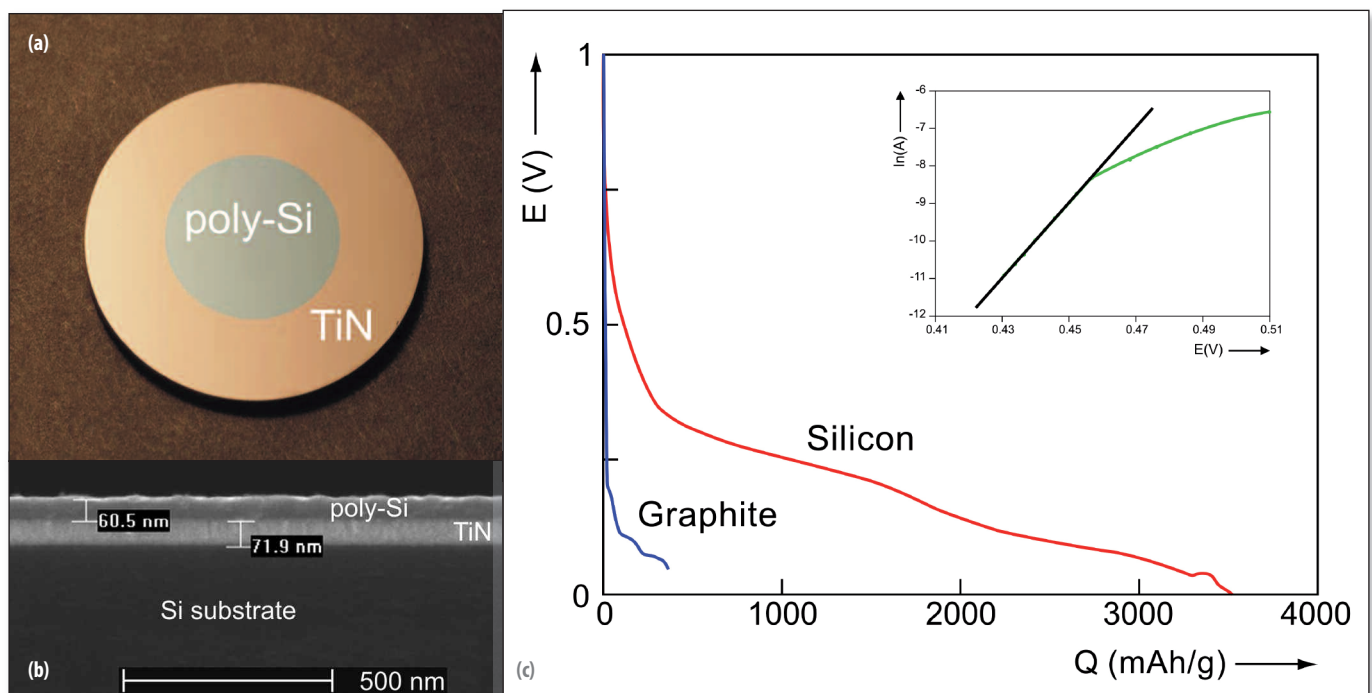 (a)
poly-Si
TiN
poly-Si
60.5 nm
TiN
71.9 nm
Si substrate
(b)
500 nm
(c)
1
0.5
0
E (V)
0
1000
2000
3000
4000
Q (mAh/g)
Silicon
Graphite
-6
-7
-8
-9
-10
-11
-12
ln(A)
0.41
0.43
0.45
0.47
0.49
0.51
E(V)